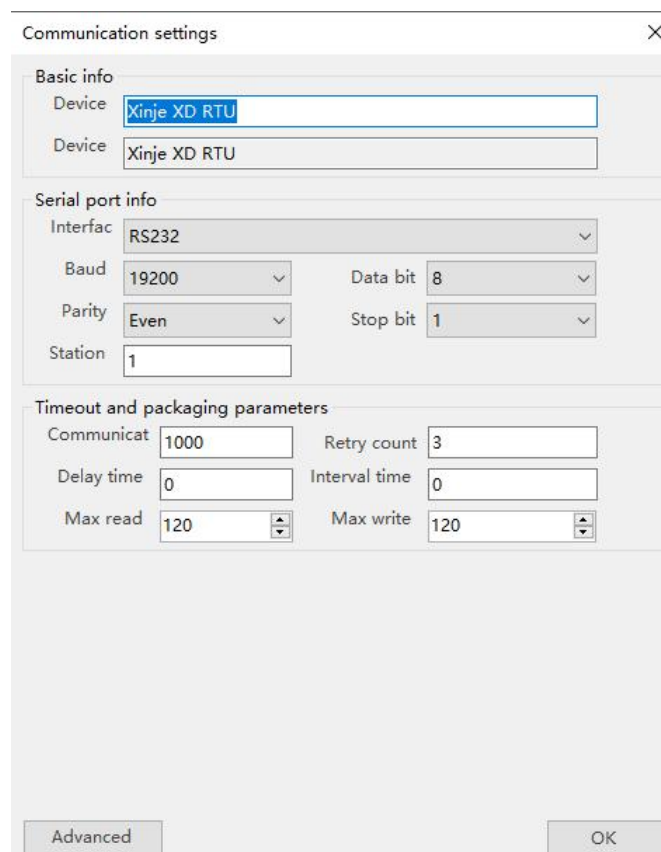 Communication settings
Basic info
Device Xinje XD RTU
Device Xinje XD RTU
Serial port info
Interfac RS232
Baud 19200 Data bit 8
Parity Even Stop bit 1
Station 1
Timeout and packaging parameters
Communicat 1000 Retry count 3
Delay time 0 Interval time 0
Max read 120 Max write 120
Advanced OK